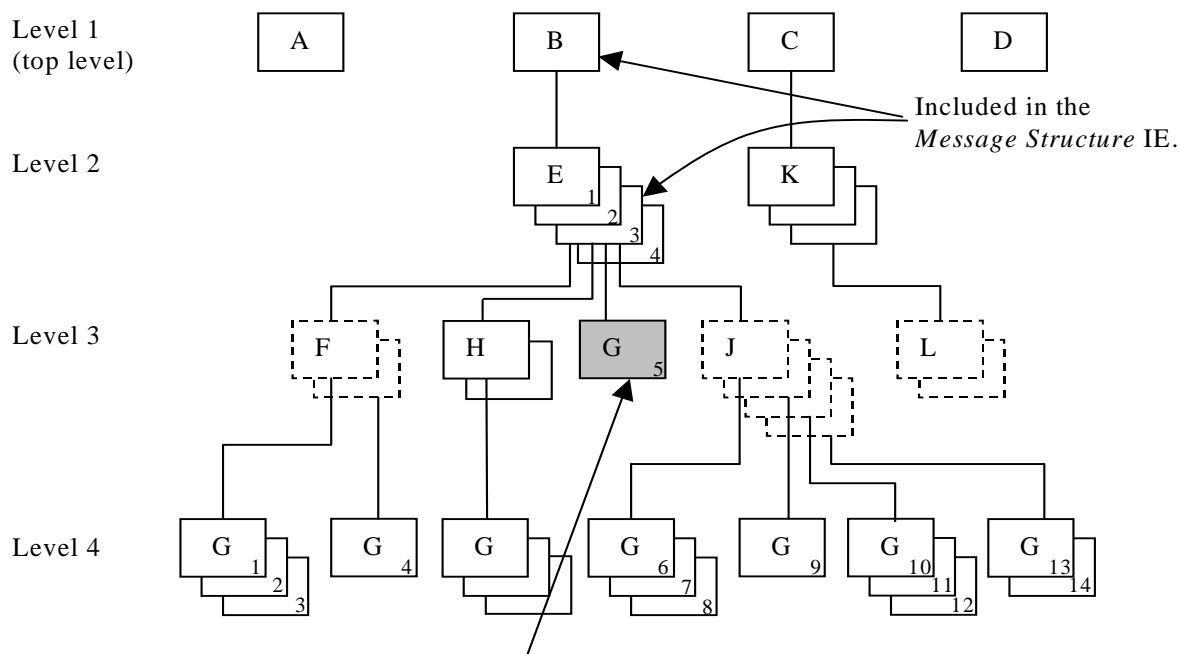 Level 1
(top level)
A
B
C
D
Included in the
Message Structure IE.
Level 2
E
1
2
3
4
K
Level 3
F
H
G
5
J
L
Level 4
G
1
2
3
G
4
G
G
6
7
8
G
9
G
10
11
12
G
13
14